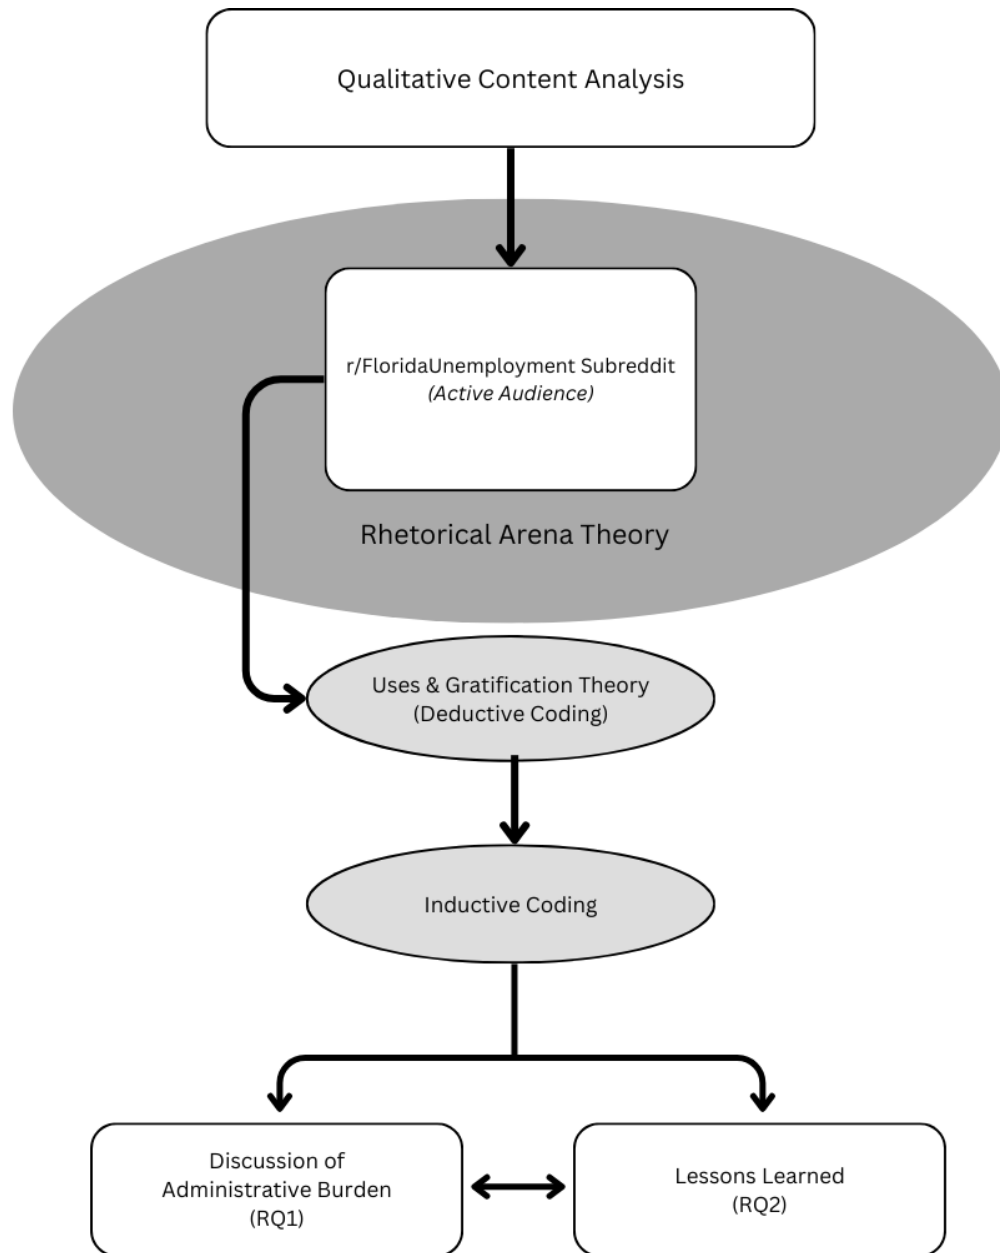 Qualitative Content Analysis
r/FloridaUnemployment Subreddit
(Active Audience)
Rhetorical Arena Theory
Uses & Gratification Theory
(Deductive Coding)
Inductive Coding
Discussion of
Administrative Burden
(RQ1)
Lessons Learned
(RQ2)